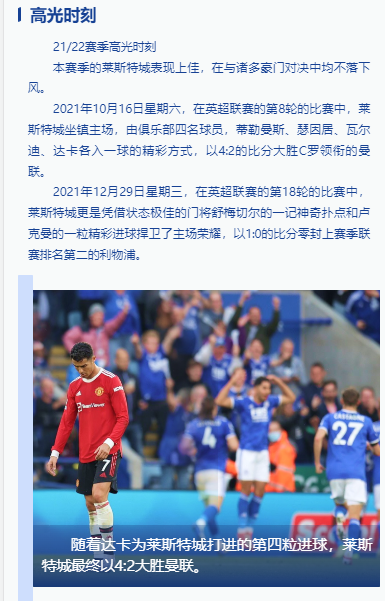 高光时刻
21/22赛季高光时刻
本赛季的莱斯特城表现上佳，在与诸多豪门对决中均不落下
风。
2021年10月16日星期六，在英超联赛的第8轮的比赛中，莱
斯特城坐镇主场，由俱乐部四名球员，蒂勒曼斯、瑟因居、瓦尔
迪、达卡各入一球的精彩方式，以4:2的比分大胜C罗领衔的曼
联。
2021年12月29日星期三，在英超联赛的第18轮的比赛中，
莱斯特城更是凭借状态极佳的门将舒梅切尔的一记神奇扑点和卢
克曼的一粒精彩进球捍卫了主场荣耀，以1:0的比分零封上赛季联
赛排名第二的利物浦。
TeamViewer
7
4
27
随着达卡为莱斯特城打进的第四粒进球，莱斯
特城最终以4:2大胜曼联。